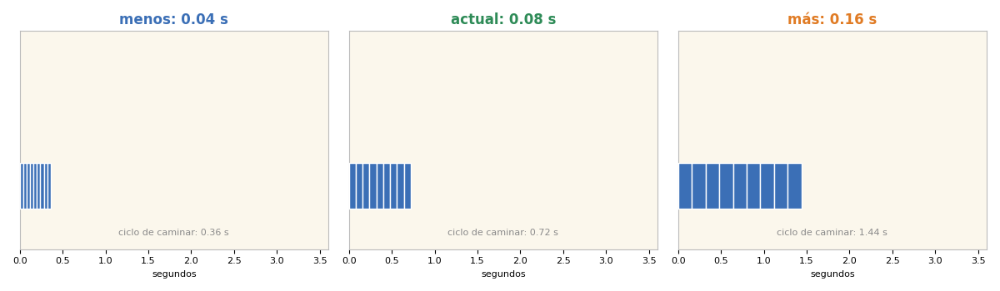 menos: 0.04 s
ciclo de caminar: 0.36 s
0.0 0.5 1.0 1.5 2.0 2.5 3.0 3.5
segundos
actual: 0.08 s
ciclo de caminar: 0.72 s
0.0 0.5 1.0 1.5 2.0 2.5 3.0 3.5
segundos
más: 0.16 s
ciclo de caminar: 1.44 s
0.0 0.5 1.0 1.5 2.0 2.5 3.0 3.5
segundos